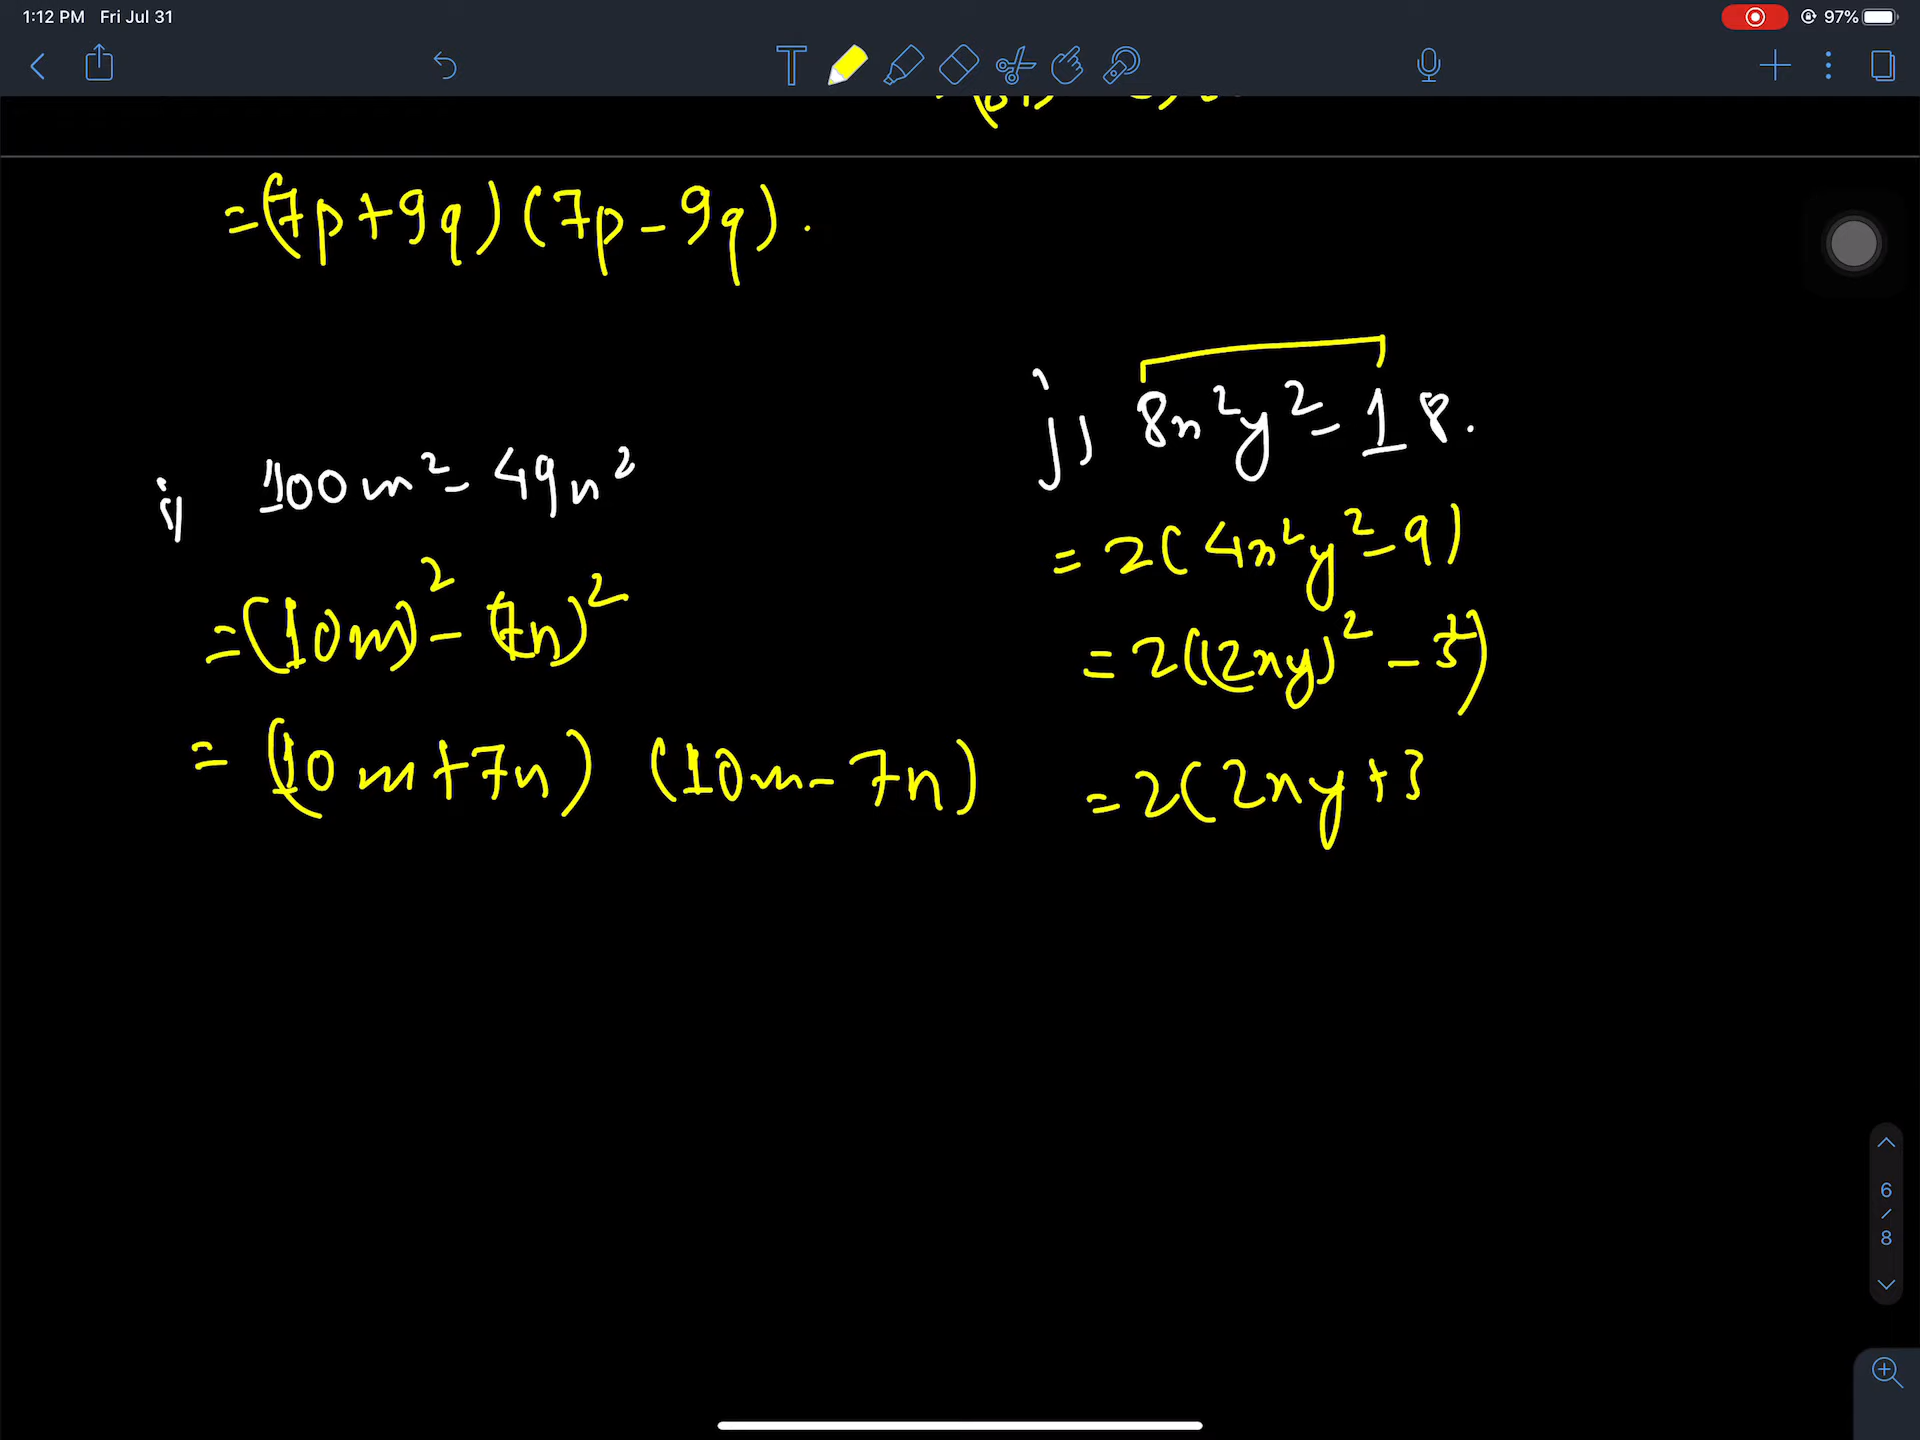 1:12 PM Fri Jul 31
97%
=(7p+9q)(7p-9q).
i) 100m²-49n²
=(10m)²-(7n)²
=(10m+7n) (10m-7n)
j) 8x²y²-18.
=2(4x²y²-9)
=2((2xy)²-3²)
=2(2xy+3
6
/
8